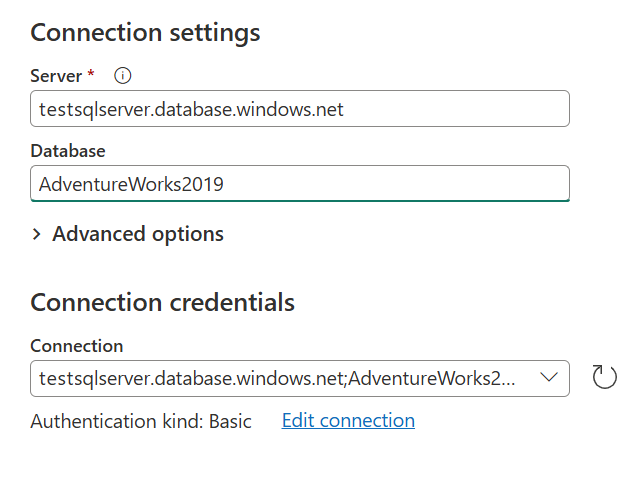 Connection settings
Server *
testsqlserver.database.windows.net
Database
AdventureWorks2019
Advanced options
Connection credentials
Connection
testsqlserver.database.windows.net;AdventureWorks2...
Authentication kind: Basic Edit connection